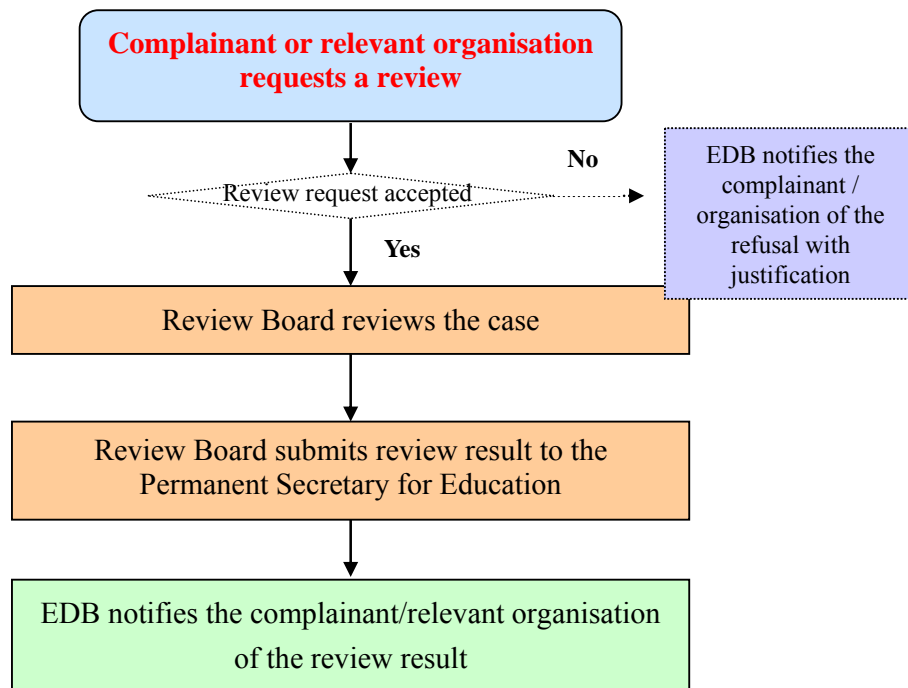 Complainant or relevant organisation
requests a review
No
EDB notifies the
complainant /
organisation of the
refusal with
justification
Review request accepted
Yes
Review Board reviews the case
Review Board submits review result to the
Permanent Secretary for Education
EDB notifies the complainant/relevant organisation
of the review result